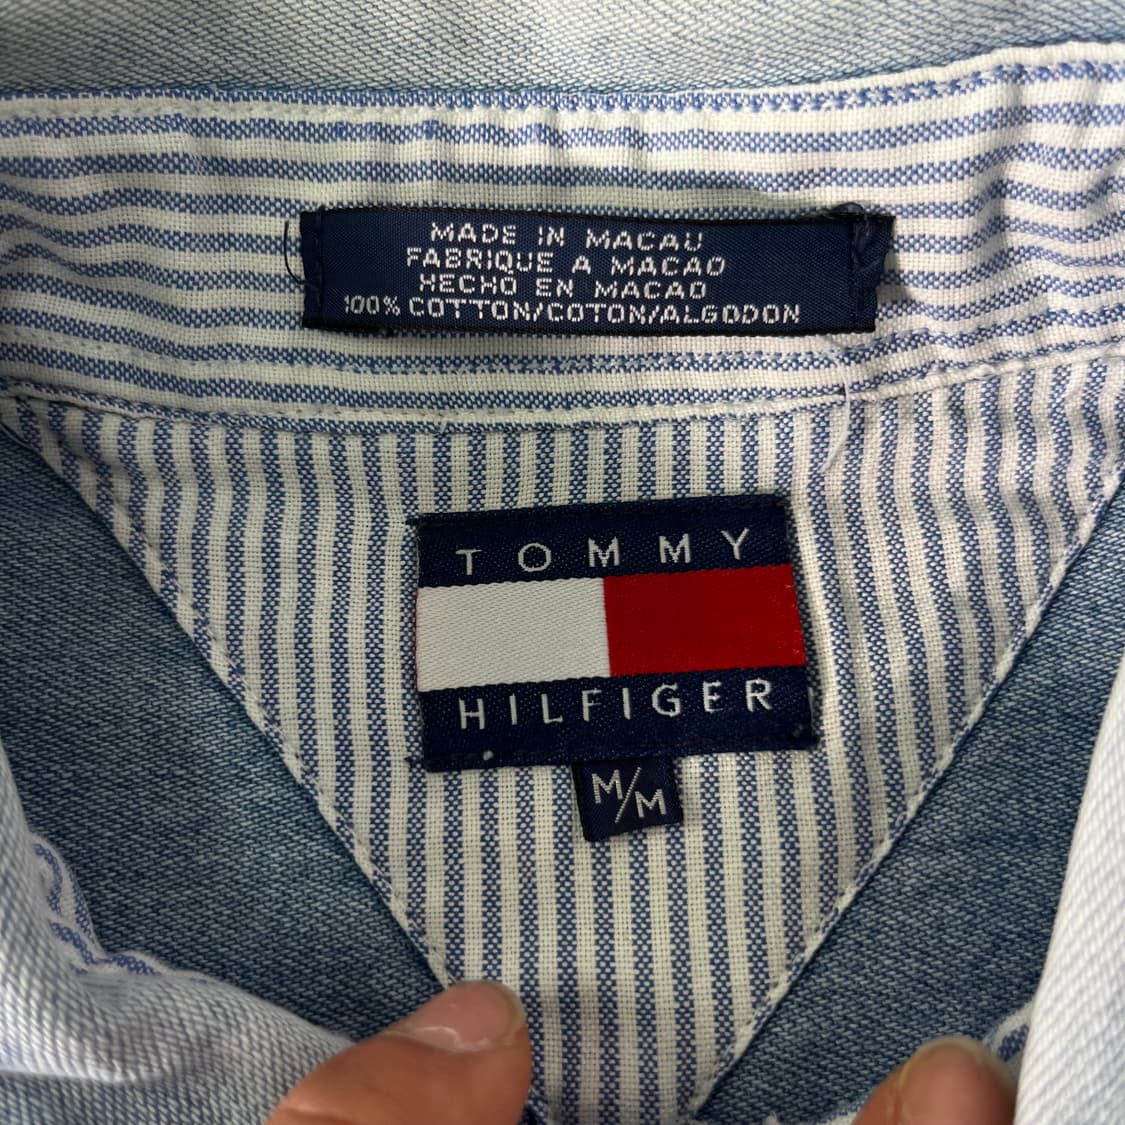 MADE IN MACAU
FABRIQUE A MACAO
HECHO EN MACAO
100% COTTON/COTON/ALGODON
TOMMY
HILFIGER
M/M